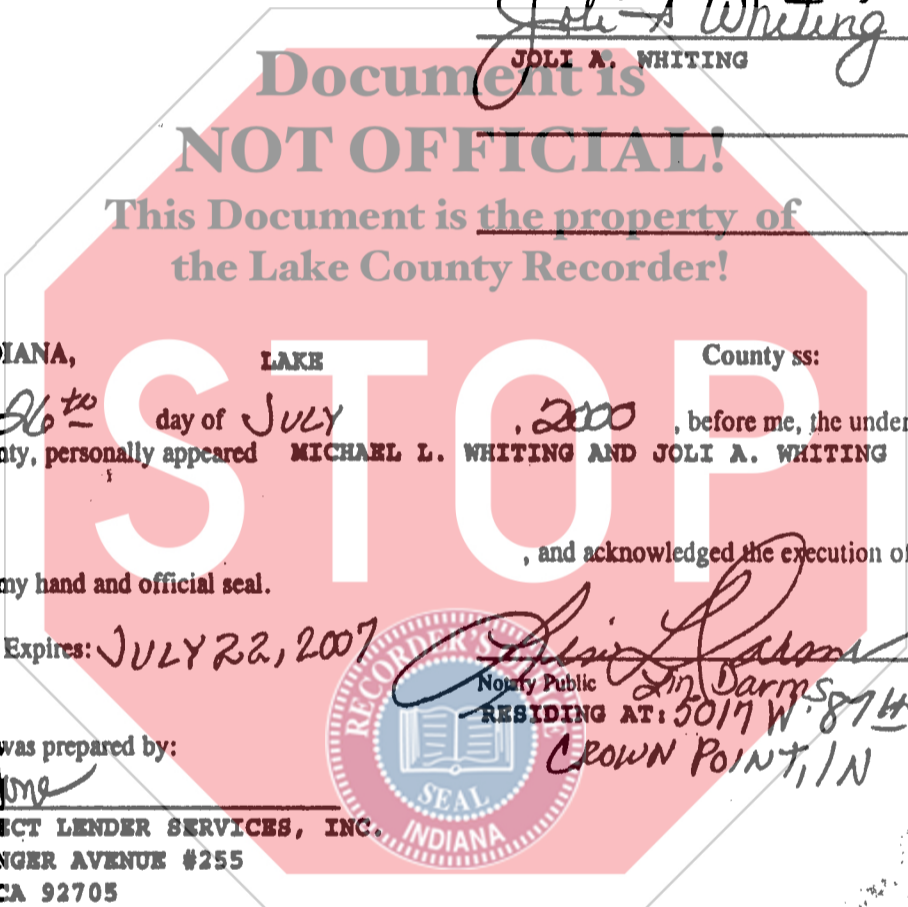 Joli A Whiting
JOLI A. WHITING
Document is
NOT OFFICIAL!
This Document is the property of
the Lake County Recorder!
STOP
IANA, LAKE County ss:
26th day of JULY , 2000 , before me, the under
nty, personally appeared MICHAEL L. WHITING AND JOLI A. WHITING
, and acknowledged the execution of
my hand and official seal.
Expires: JULY 22, 2007
Notary Public Lin Darms
RESIDING AT: 5017 W. 87th
CROWN POINT, IN
RECORDER'S OFFICE
SEAL
INDIANA
was prepared by:
ECT LENDER SERVICES, INC.
NGER AVENUE #255
CA 92705